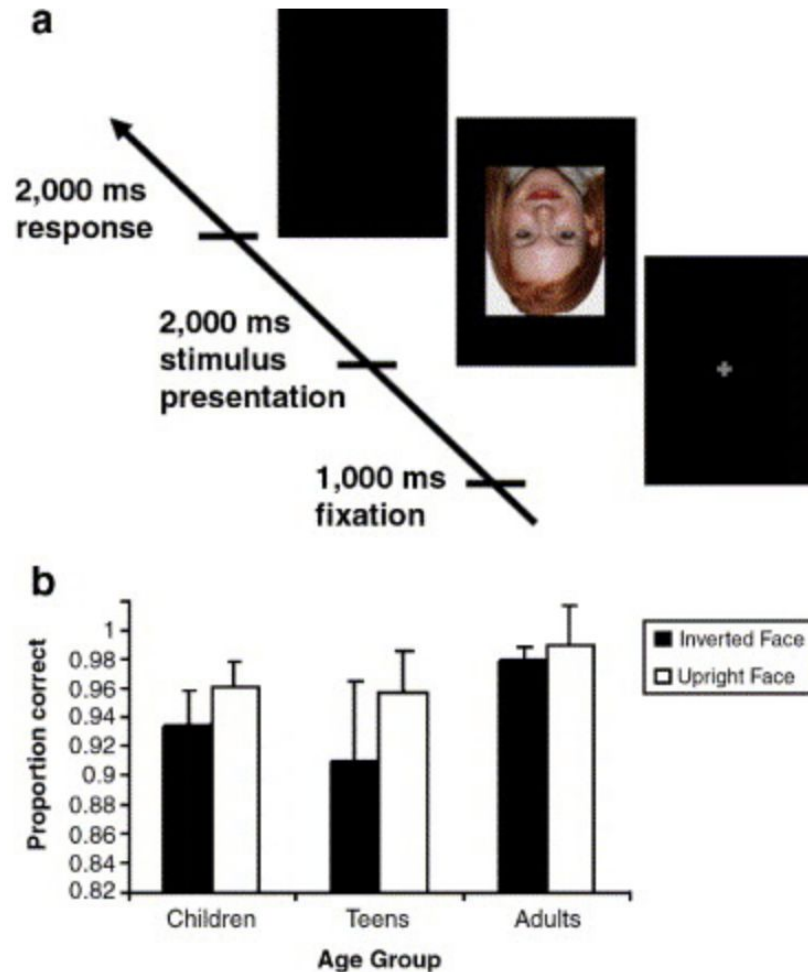 a
2,000 ms
response
2,000 ms
stimulus
presentation
1,000 ms
fixation
b
Proportion correct
1
0.98
0.96
0.94
0.92
0.9
0.88
0.86
0.84
0.82
Children Teens Adults
Age Group
Inverted Face
Upright Face